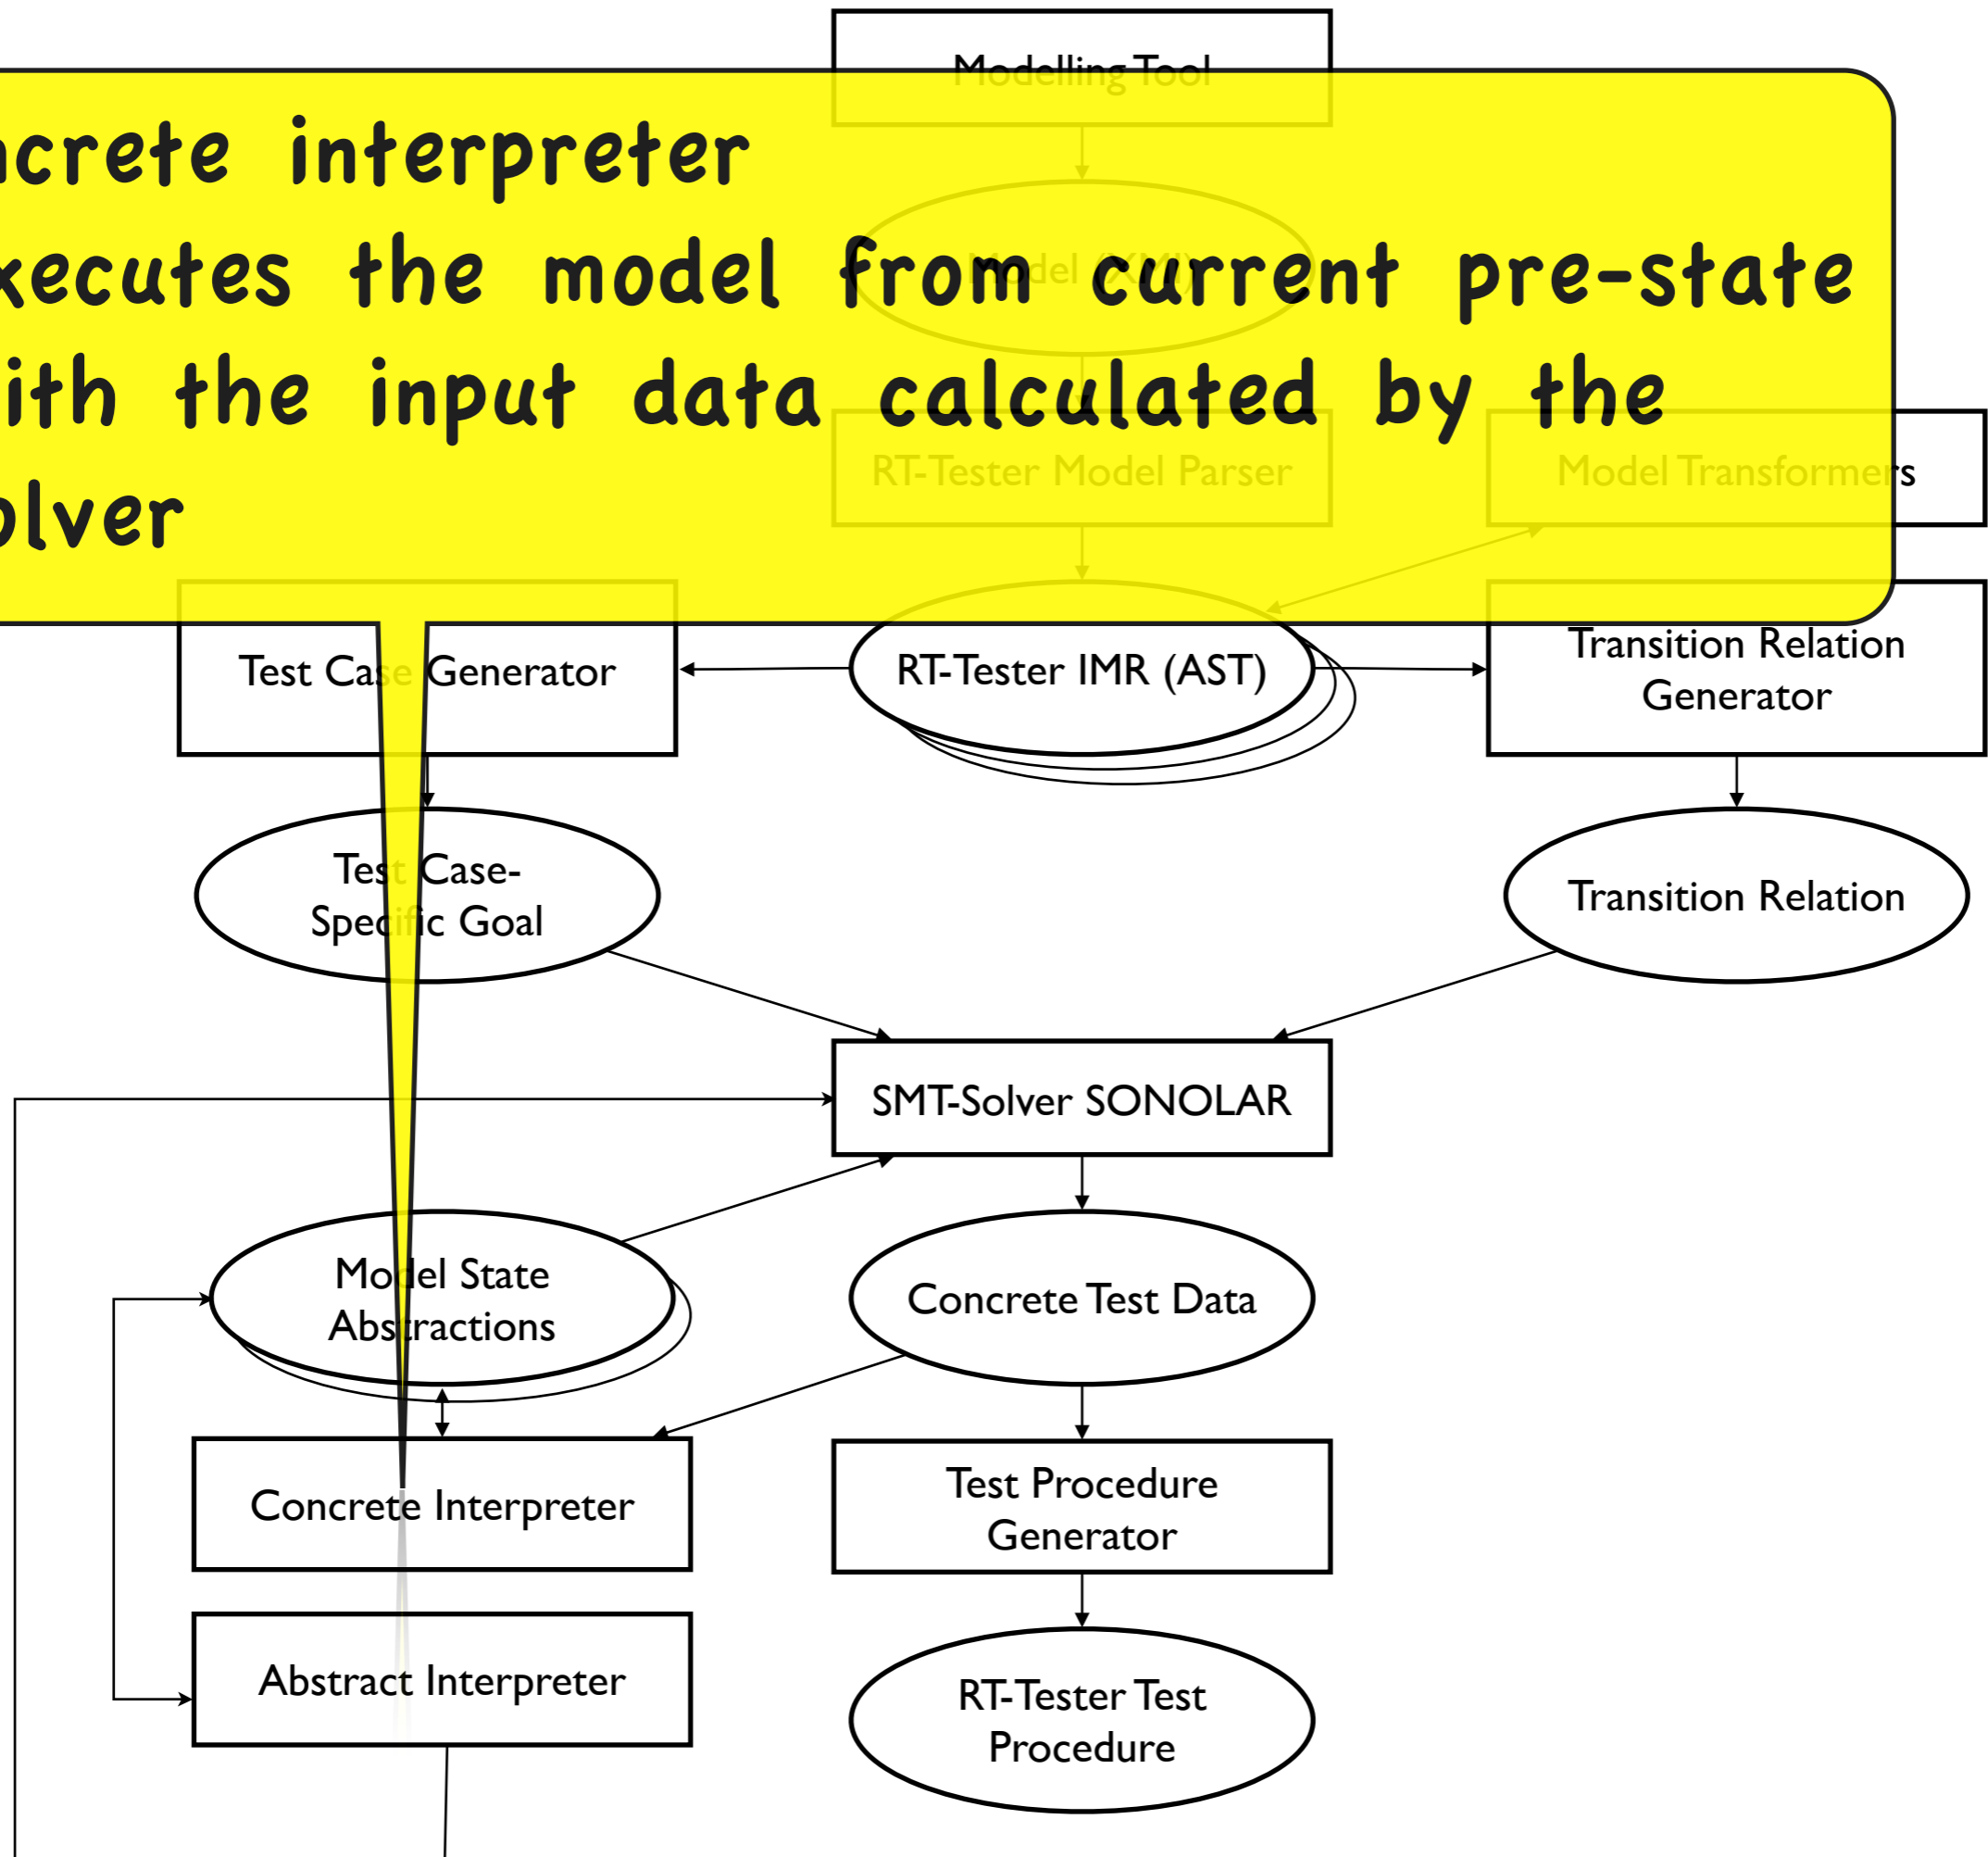 Modelling Tool
ncrete interpreter
xecutes the model from current pre-state
Model (XMI)
ith the input data calculated by the
RT-Tester Model Parser
Model Transformers
olver
Test Case Generator
RT-Tester IMR (AST)
Transition Relation
Generator
Test Case-
Specific Goal
Transition Relation
SMT-Solver SONOLAR
Model State
Abstractions
Concrete Test Data
Concrete Interpreter
Test Procedure
Generator
Abstract Interpreter
RT-Tester Test
Procedure